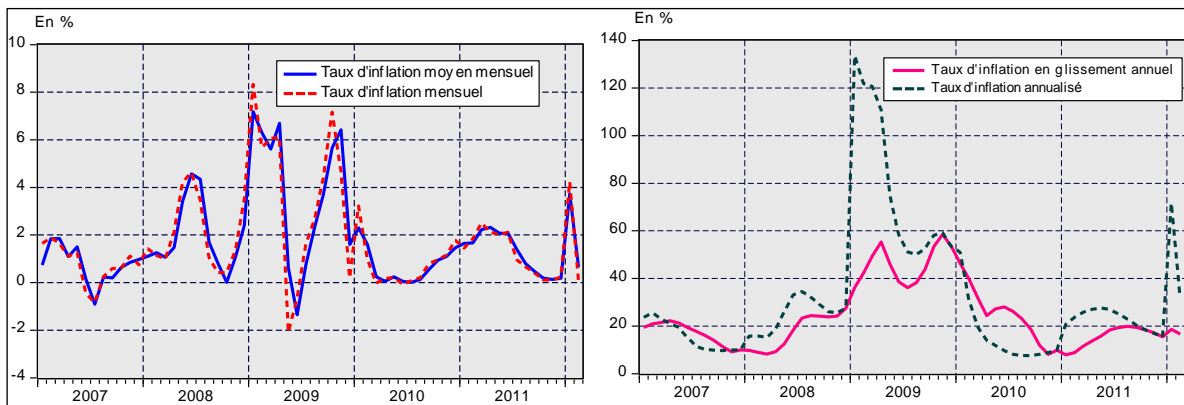 En %
10
8
6
4
2
0
-2
-4
Taux d'inflation moyen mensuel
Taux d'inflation mensuel
2007 2008 2009 2010 2011
En %
140
120
100
80
60
40
20
0
Taux d'inflation en glissement annuel
Taux d'inflation annualisé
2007 2008 2009 2010 2011